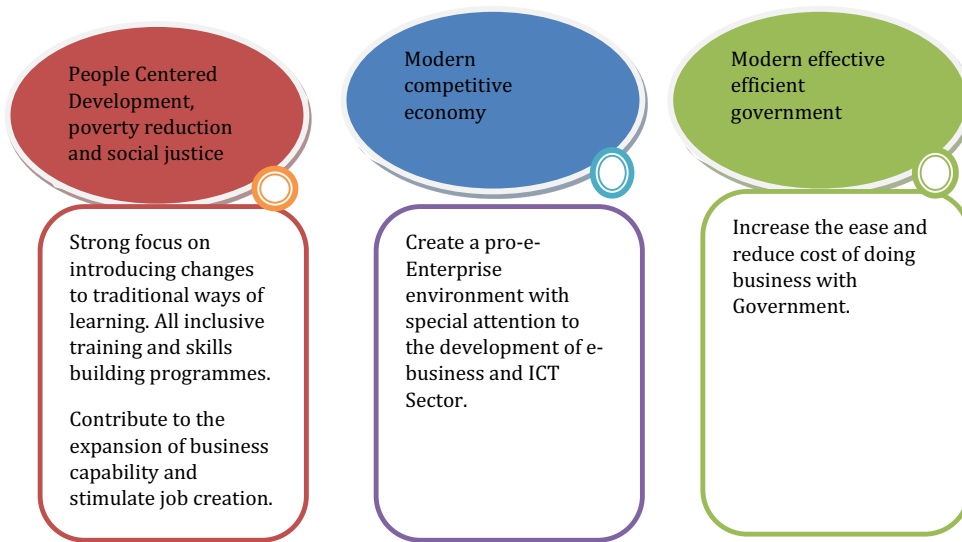 People Centered
Development,
poverty reduction
and social justice
Strong focus on
introducing changes
to traditional ways of
learning. All inclusive
training and skills
building programmes.
Contribute to the
expansion of business
capability and
stimulate job creation.
Modern
competitive
economy
Create a pro-e-
Enterprise
environment with
special attention to
the development of e-
business and ICT
Sector.
Modern effective
efficient
government
Increase the ease and
reduce cost of doing
business with
Government.